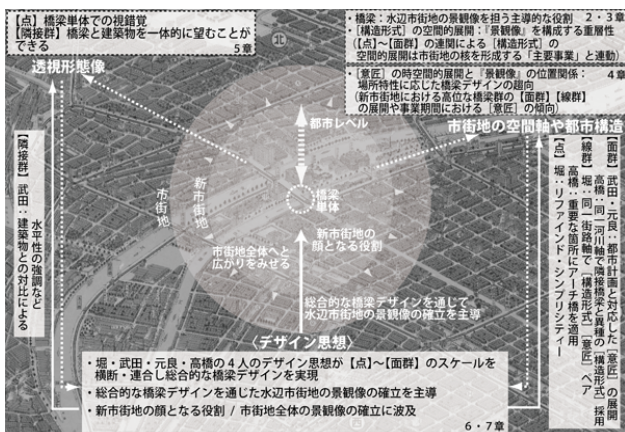 【点】橋梁単体での視錯覚
【隣接群】橋梁と建築物を一体的に望むことが
できる
5章
透視形態像
【隣接群】武田：建築物との対比による
水平性の強調など
北
・橋梁：水辺市街地の景観像を担う主導的な役割 2・3章
・[構造形式]の空間的展開：『景観像』を構成する重層性
（【点】〜【面群】の連関による［構造形式］の
空間的展開は市街地の核を形成する「主要事業」と連動）
・[意匠]の時空間的展開と『景観像』の位置関係：
場所特性に応じた橋梁デザインの趨向
4章
（新市街地における高位な橋梁群の【面群】【線群】
の展開や事業期間における［意匠］の傾向）
市街地の空間軸や都市構造
【面群】武田・元良：都市計画と対応した［意匠］の展開
高橋：同一河川軸で隣接橋梁と異種の［構造形式］採用
【線群】堀：同一街路軸で［構造形式］［意匠］ペア
高橋：重要な箇所にアーチ橋を適用
【点】堀：リファインド・シンプリシティー
都市レベル
橋梁
単体
市街地
新市街地
新市街地の
顔となる役割
市街地全体へと
広がりをみせる
総合的な橋梁デザインを通じて
水辺市街地の景観像の確立を主導
〈デザイン思想〉
・堀・武田・元良・高橋の4人のデザイン思想が【点】〜【面群】のスケールを
横断・連合し総合的な橋梁デザインを実現
・総合的な橋梁デザインを通じた水辺市街地の景観像の確立を主導
・新市街地の顔となる役割 / 市街地全体の景観像の確立に波及
6・7章